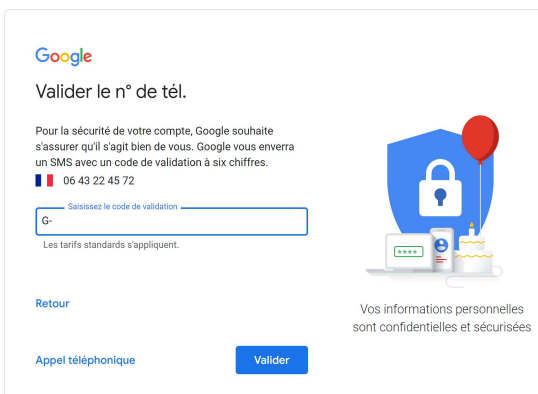 Google
Valider le n° de tél.
Pour la sécurité de votre compte, Google souhaite
s'assurer qu'il s'agit bien de vous. Google vous enverra
un SMS avec un code de validation à six chiffres.
06 43 22 45 72
Saisissez le code de validation
G-
Les tarifs standards s'appliquent.
Retour
Appel téléphonique
Valider
****
Vos informations personnelles
sont confidentielles et sécurisées